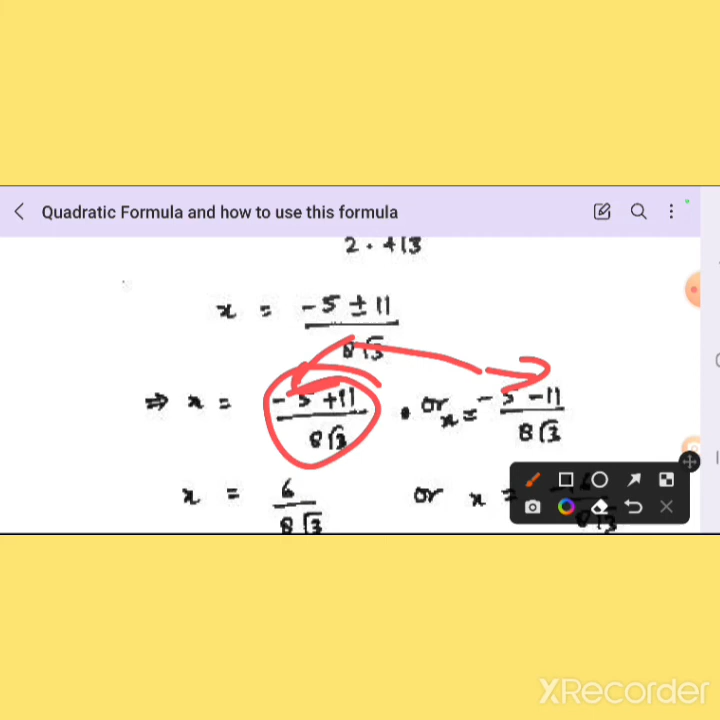 Quadratic Formula and how to use this formula
2 . 4√3
x = -5 ± 11 / 8√3
⇒ x = -5 +11 / 8√3 . or x = -5 -11 / 8√3
x = 6 / 8√3 or x =
XRecorder